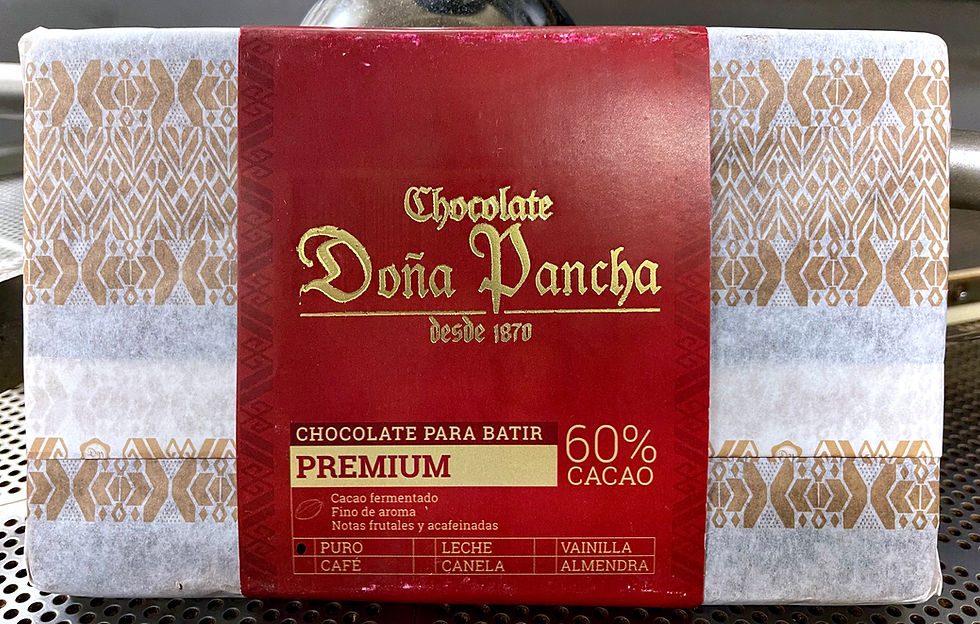 Chocolate
Doña Pancha
desde 1870
CHOCOLATE PARA BATIR
PREMIUM
60%
CACAO
Cacao fermentado
Fino de aroma
Notas frutales y acafeinadas
PURO LECHE VAINILLA
CAFÉ CANELA ALMENDRA